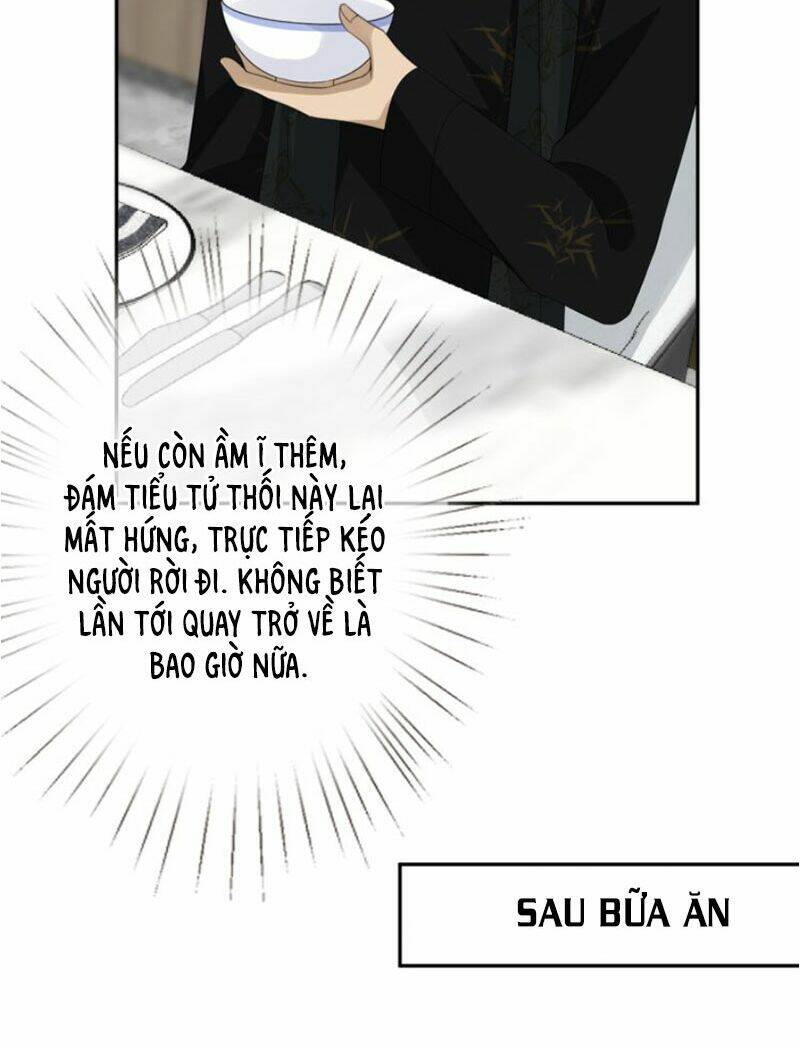 NẾU CÒN ẦM Ĩ THÊM,
ĐÁM TIỂU TỬ THỐI NÀY LẠI
MẤT HỨNG, TRỰC TIẾP KÉO
NGƯỜI RỜI ĐI. KHÔNG BIẾT
LẦN TỚI QUAY TRỞ VỀ LÀ
BAO GIỜ NỮA.
SAU BỮA ĂN